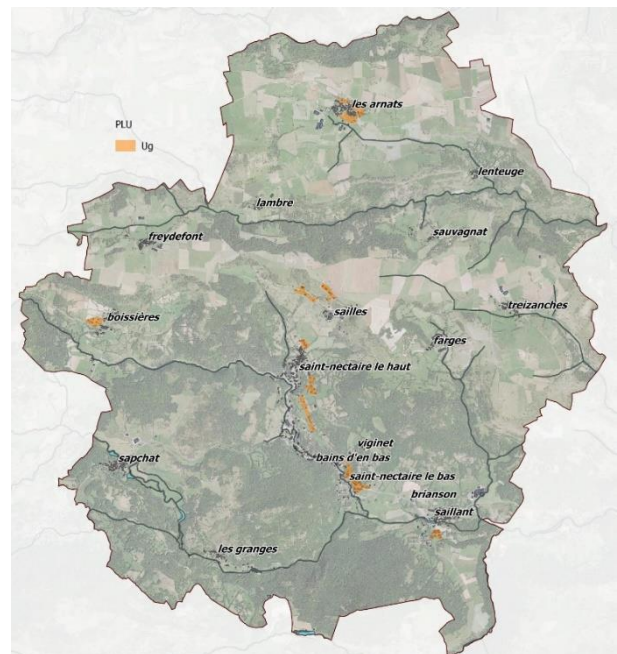 les arnats
PLU
Ug
lenteuge
lambre
sauvagnat
freydefont
treizanches
boissières
sailles
farges
saint-nectaire le haut
viginet
sapchat
bains d'en bas
saint-nectaire le bas
brianson
saillant
les granges